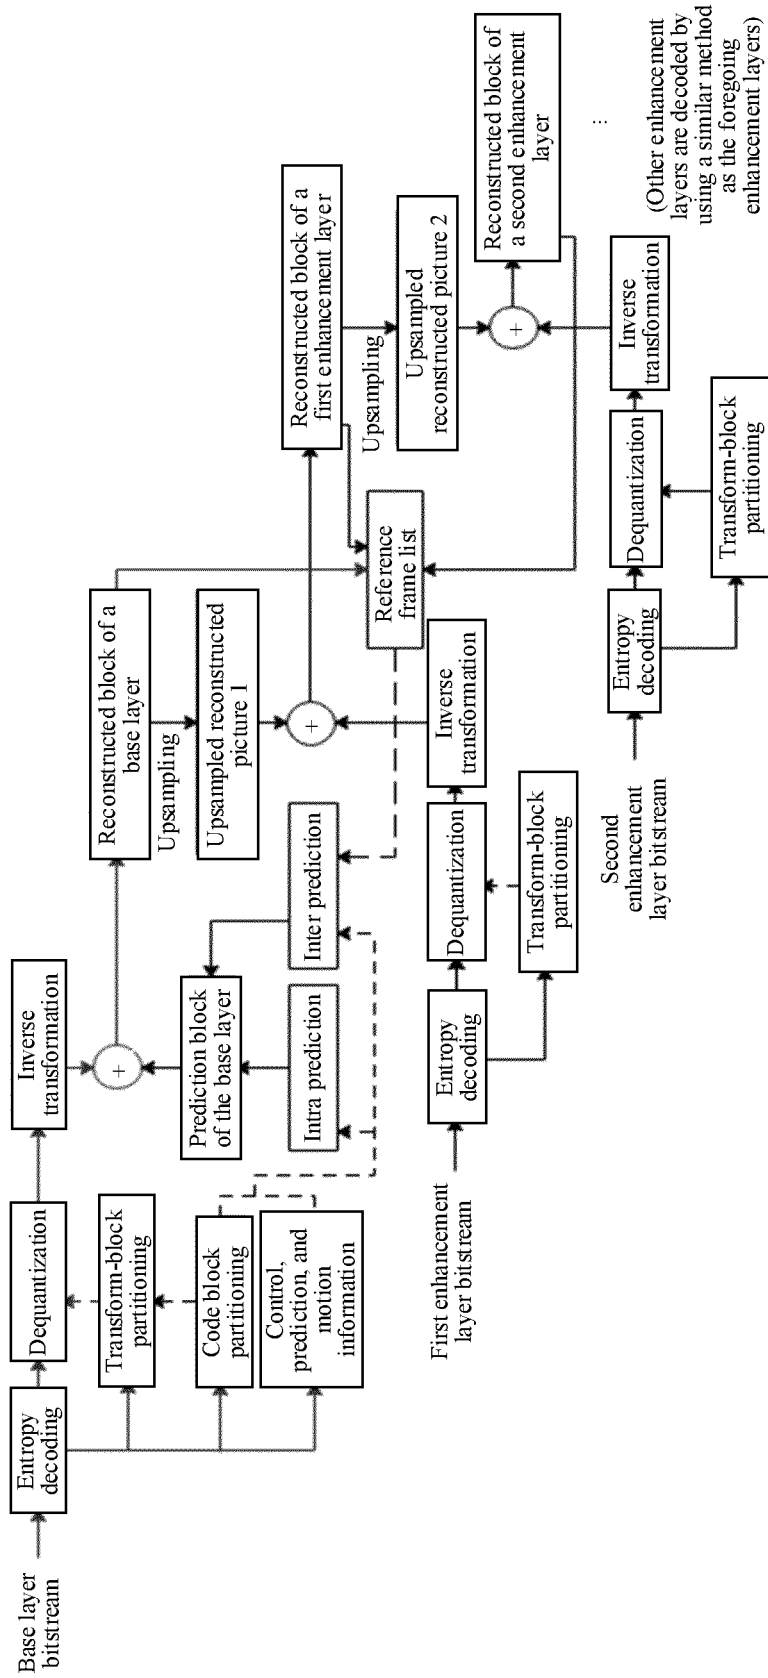 Base layer
bitstream
Entropy
decoding
Dequantization
Inverse
transformation
Transform-block
partitioning
Code block
partitioning
Control,
prediction, and
motion
information
+
Prediction block
of the base layer
Intra prediction
Inter prediction
Reconstructed block of a
base layer
Upsampling
Upsampled reconstructed
picture 1
+
Reference
frame list
Reconstructed block of a
first enhancement layer
Upsampling
Upsampled
reconstructed picture 2
+
Reconstructed block of
a second enhancement
layer
First enhancement
layer bitstream
Entropy
decoding
Dequantization
Inverse
transformation
Transform-block
partitioning
Second
enhancement
layer bitstream
Entropy
decoding
Dequantization
Inverse
transformation
Transform-block
partitioning
...
(Other enhancement
layers are decoded by
using a similar method
as the foregoing
enhancement layers)